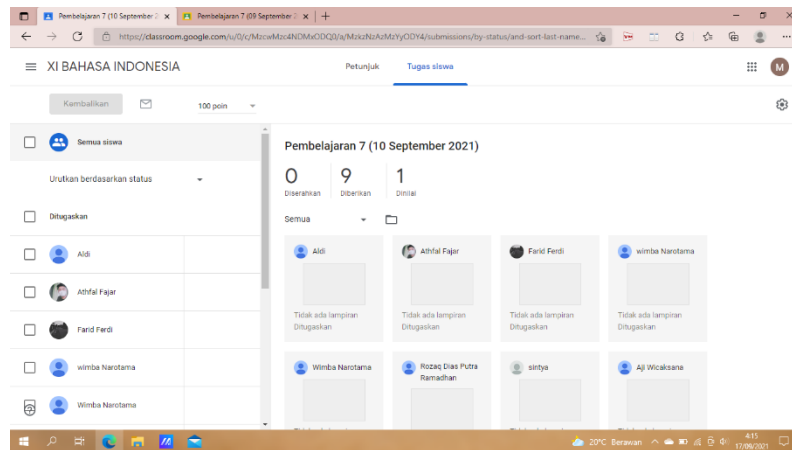 Pembelajaran 7 (10 September 2
Pembelajaran 7 (09 September 2
https://classroom.google.com/u/0/c/MzcwMzc4NDMxODQ0/a/MzkzNzAzMzYyODY4/submissions/by-status/and-sort-last-name...
XI BAHASA INDONESIA
Petunjuk
Tugas siswa
M
Kembalikan
100 poin
Semua siswa
Urutkan berdasarkan status
Ditugaskan
Aldi
Athfal Fajar
Farid Ferdi
wimba Narotama
Wimba Narotama
Pembelajaran 7 (10 September 2021)
0 9 1
Diserahkan Diberikan Dinilai
Semua
Aldi
Tidak ada lampiran
Ditugaskan
Athfal Fajar
Tidak ada lampiran
Ditugaskan
Farid Ferdi
Tidak ada lampiran
Ditugaskan
wimba Narotama
Tidak ada lampiran
Ditugaskan
Wimba Narotama
Rozaq Dias Putra
Ramadhan
sintya
Aji Wicaksana
20°C Berawan
4:15
17/09/2021